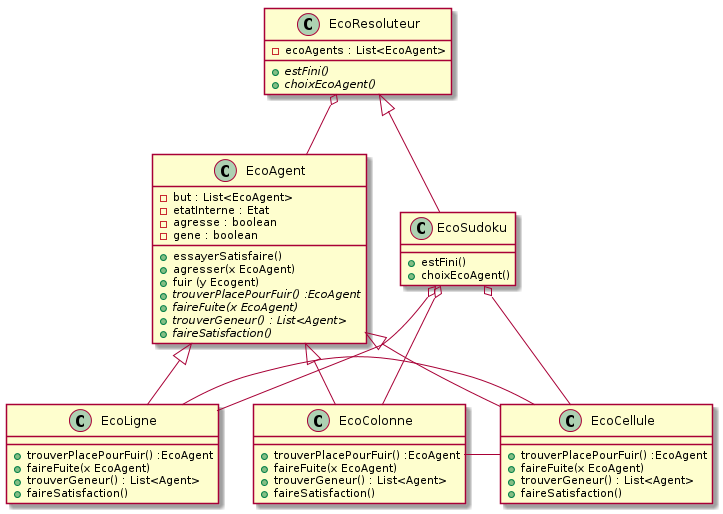 C EcoResoluteur
ecoAgents : List<EcoAgent>
estFini()
choixEcoAgent()
C EcoAgent
but : List<EcoAgent>
etatInterne : Etat
agresse : boolean
gene : boolean
essayerSatisfaire()
agresser(x EcoAgent)
fuir (y Ecogent)
trouverPlacePourFuir() :EcoAgent
faireFuite(x EcoAgent)
trouverGeneur() : List<Agent>
faireSatisfaction()
C EcoSudoku
estFini()
choixEcoAgent()
C EcoLigne
trouverPlacePourFuir() :EcoAgent
faireFuite(x EcoAgent)
trouverGeneur() : List<Agent>
faireSatisfaction()
C EcoColonne
trouverPlacePourFuir() :EcoAgent
faireFuite(x EcoAgent)
trouverGeneur() : List<Agent>
faireSatisfaction()
C EcoCellule
trouverPlacePourFuir() :EcoAgent
faireFuite(x EcoAgent)
trouverGeneur() : List<Agent>
faireSatisfaction()